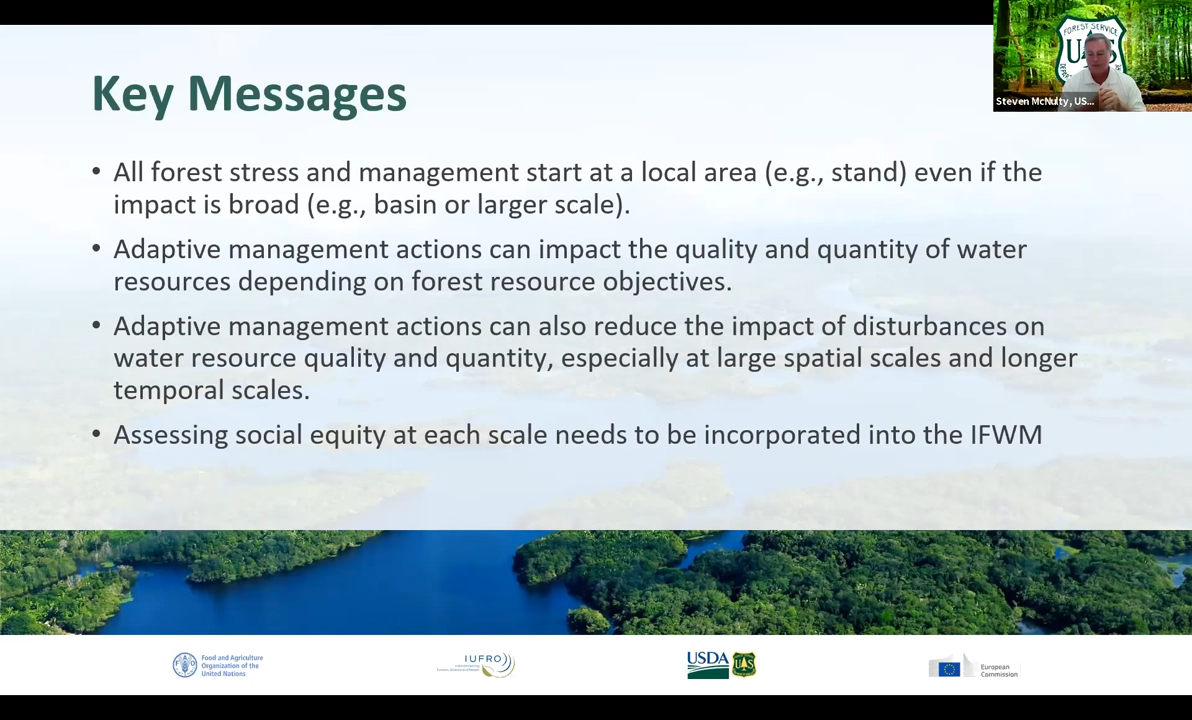 Key Messages
• All forest stress and management start at a local area (e.g., stand) even if the
impact is broad (e.g., basin or larger scale).
• Adaptive management actions can impact the quality and quantity of water
resources depending on forest resource objectives.
• Adaptive management actions can also reduce the impact of disturbances on
water resource quality and quantity, especially at large spatial scales and longer
temporal scales.
• Assessing social equity at each scale needs to be incorporated into the IFWM
FOREST SERVICE
U S
Steven McNulty, US...
Food and Agriculture
Organization of the
United Nations
IUFRO
USDA
U S
European
Commission